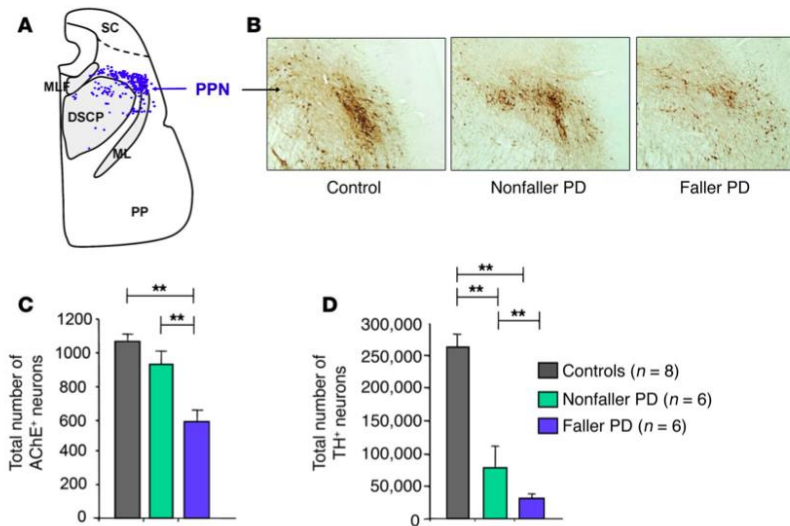 A
SC
MLF
PPN
DSCP
ML
PP
B
Control
Nonfaller PD
Faller PD
C
**
**
Total number of
AChE⁺ neurons
1200
1000
800
600
400
200
0
D
**
**
**
Total number of
TH⁺ neurons
300,000
250,000
200,000
150,000
100,000
50,000
0
Controls (n = 8)
Nonfaller PD (n = 6)
Faller PD (n = 6)